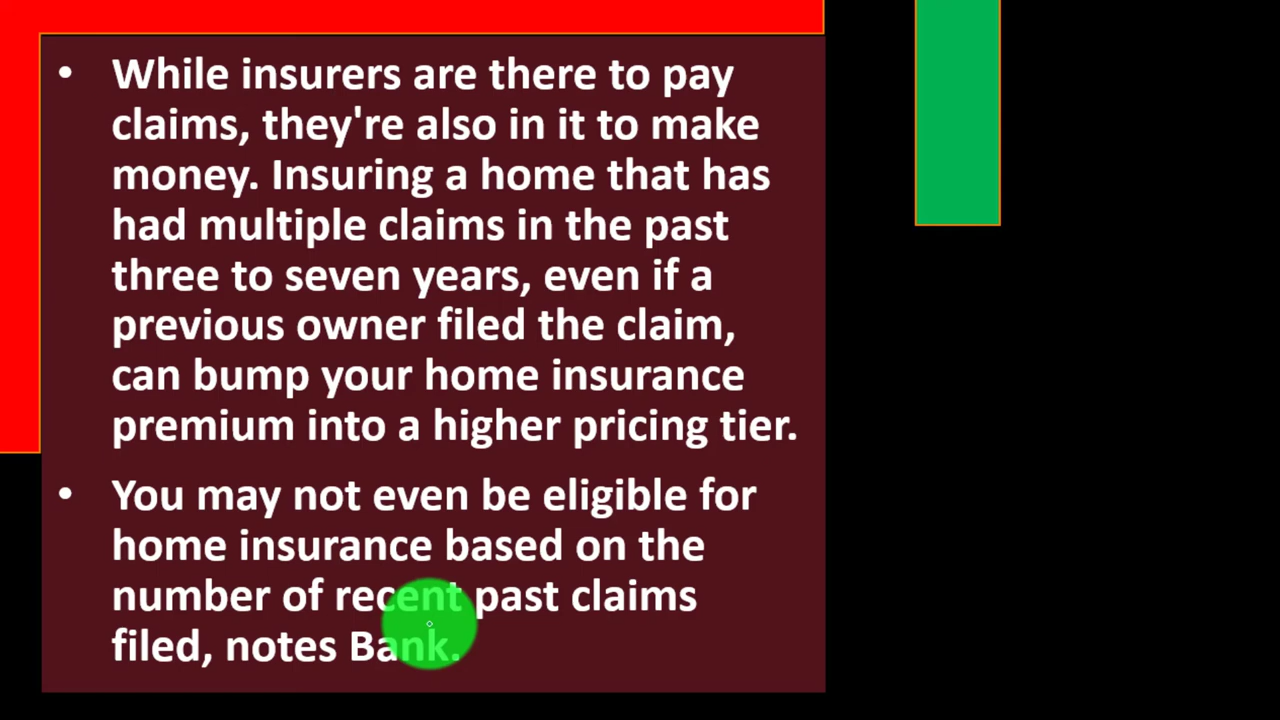 • While insurers are there to pay
claims, they're also in it to make
money. Insuring a home that has
had multiple claims in the past
three to seven years, even if a
previous owner filed the claim,
can bump your home insurance
premium into a higher pricing tier.
• You may not even be eligible for
home insurance based on the
number of recent past claims
filed, notes Bank.